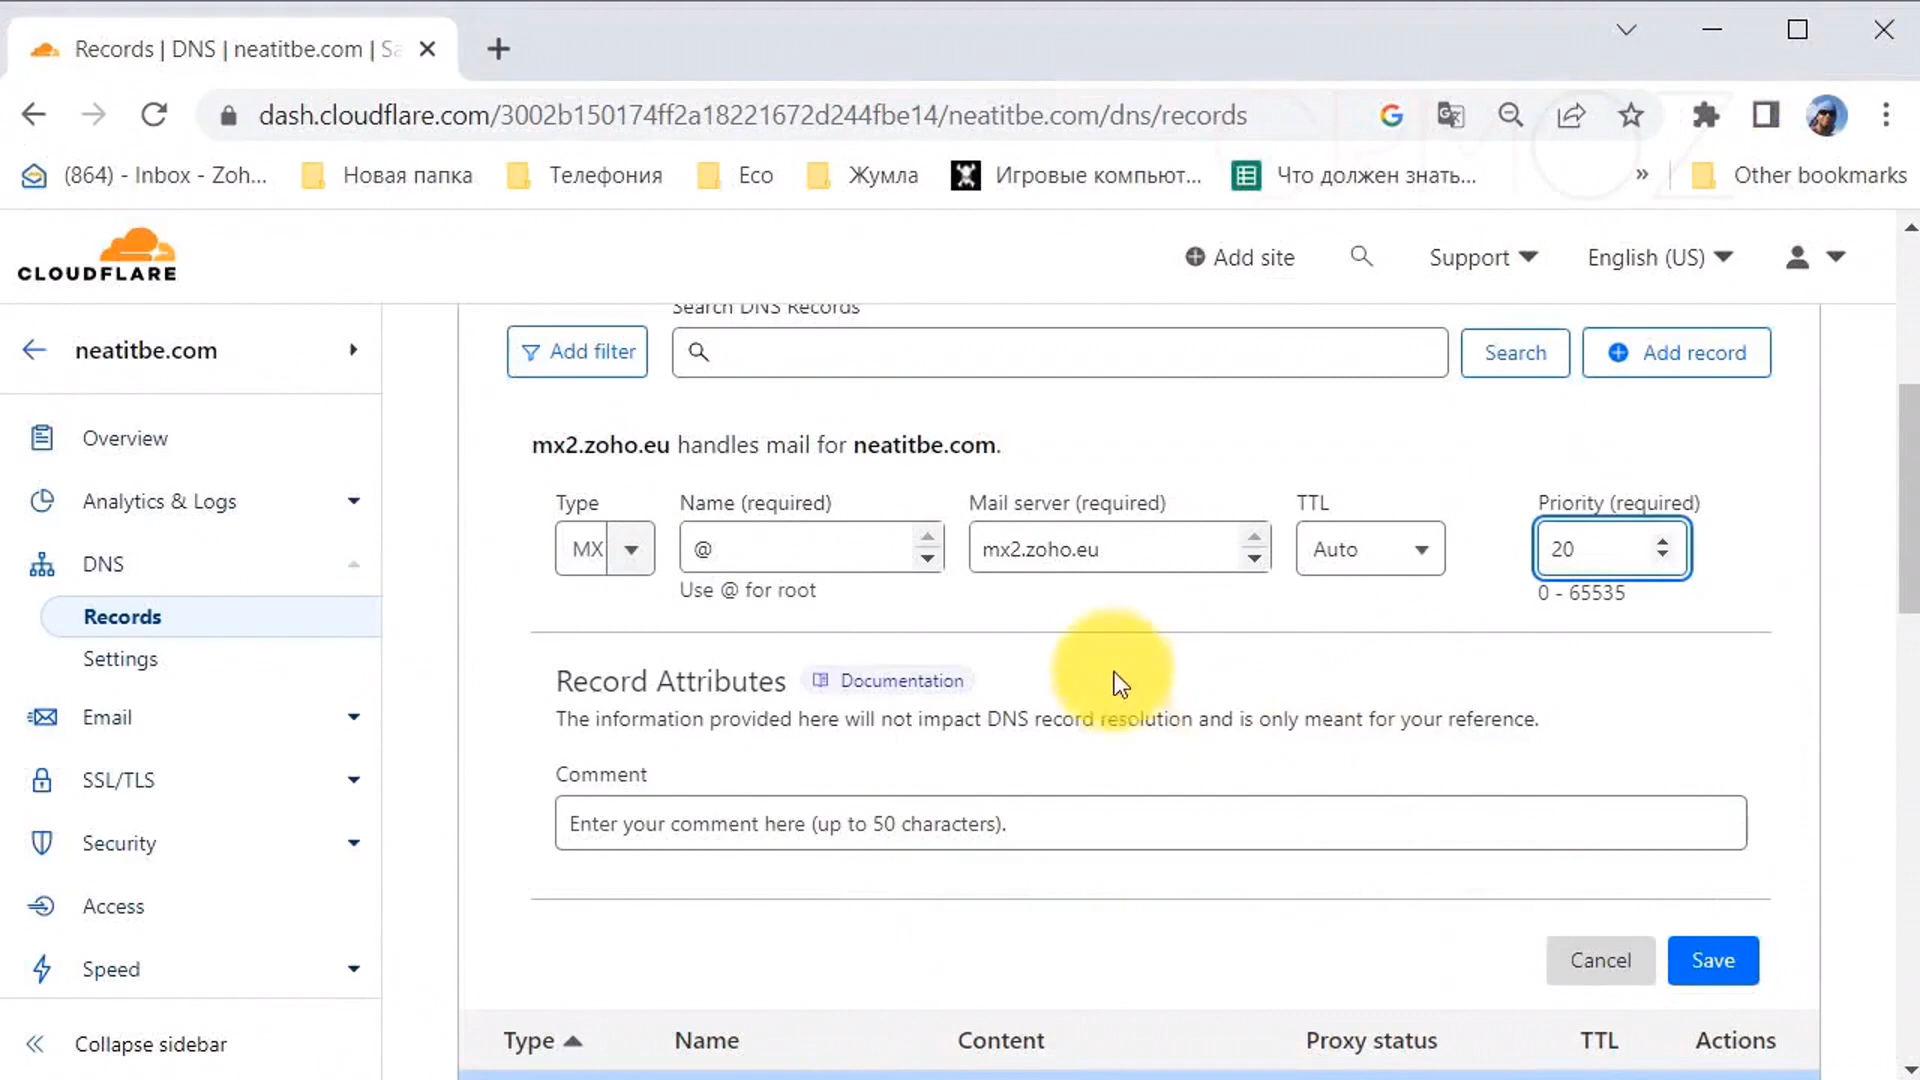 Records | DNS | neatitbe.com | Sa
dash.cloudflare.com/3002b150174ff2a18221672d244fbe14/neatitbe.com/dns/records
(864) - Inbox - Zoh... Новая папка Телефония Eco Жумла Игровые компьют... Что должен знать... » Other bookmarks
CLOUDFLARE
Add site Support English (US)
neatitbe.com
Overview
Analytics & Logs
DNS
Records
Settings
Email
SSL/TLS
Security
Access
Speed
Collapse sidebar
Search DNS Records
Add filter Search Add record
mx2.zoho.eu handles mail for neatitbe.com.
Type Name (required) Mail server (required) TTL Priority (required)
MX @ mx2.zoho.eu Auto 20
Use @ for root 0 - 65535
Record Attributes Documentation
The information provided here will not impact DNS record resolution and is only meant for your reference.
Comment
Enter your comment here (up to 50 characters).
Cancel Save
Type Name Content Proxy status TTL Actions